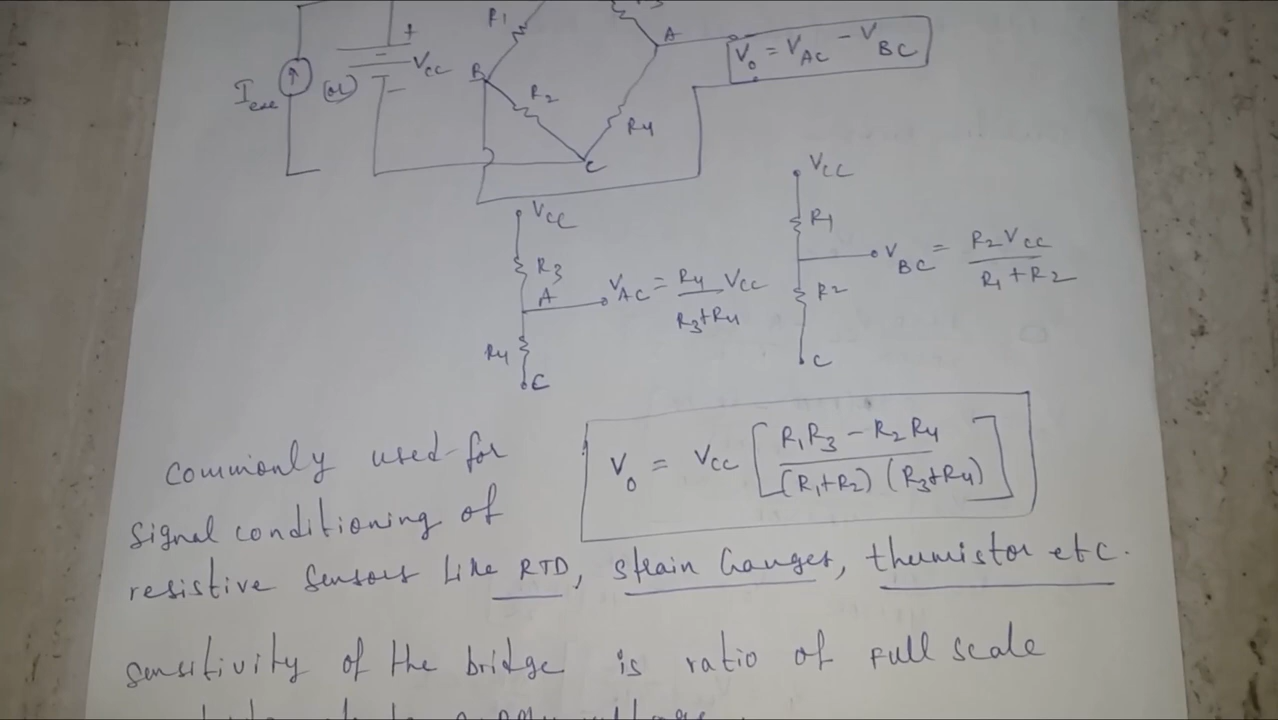 R1
+
A
V0 = VAC - VBC
Iexe
(or)
VCC
B
R2
-
R4
C
VCC
R1
VBC = R2 VCC / R1 + R2
R2
C
VCC
R3
A
VAC = R4 / R3+R4 VCC
R4
C
V0 = VCC [ R1R3 - R2R4 / (R1+R2) (R3+R4) ]
Commonly used for
signal conditioning of
resistive sensors like RTD, strain Gauges, thermistor etc.
sensitivity of the bridge is ratio of full scale